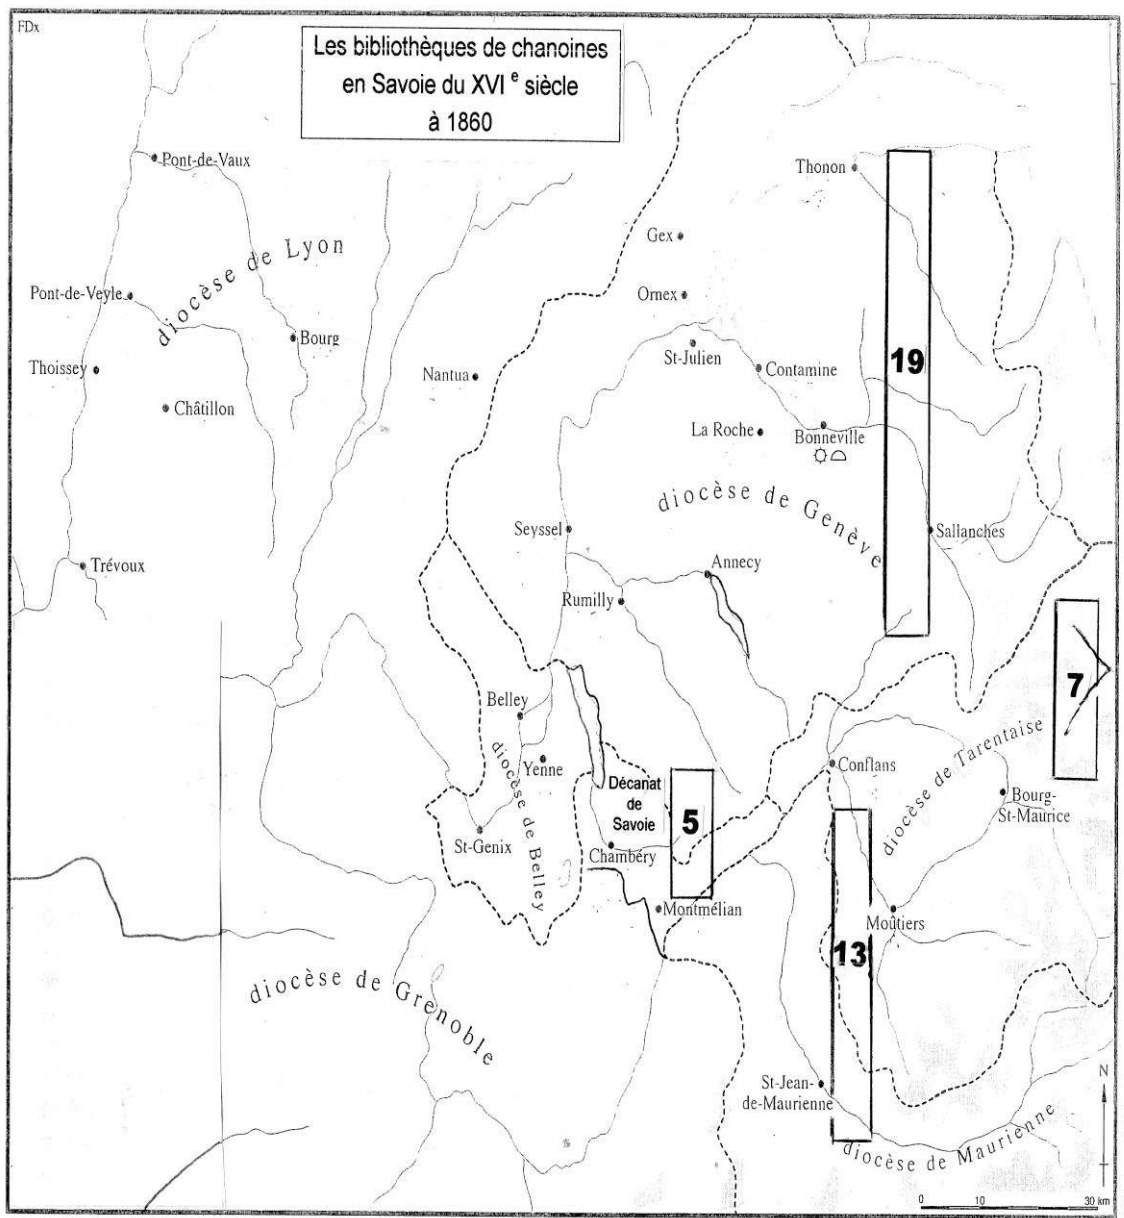 FDx
Les bibliothèques de chanoines
en Savoie du XVI e siècle
à 1860
Pont-de-Vaux
Thonon
Gex
diocèse de Lyon
Pont-de-Veyle
Ornex
Bourg
St-Julien
Thoissey
Nantua
Contamine
19
Châtillon
La Roche
Bonneville
diocèse de Genève
Seyssel
Sallanches
Trévoux
Annecy
Rumilly
7
Belley
diocèse de Tarentaise
Yenne
Conflans
diocèse de Belley
Décanat
de
Savoie
5
Bourg-
St-Maurice
St-Genix
Chambéry
Montmélian
Moûtiers
13
diocèse de Grenoble
St-Jean-
de-Maurienne
N
diocèse de Maurienne
0 10 30 km